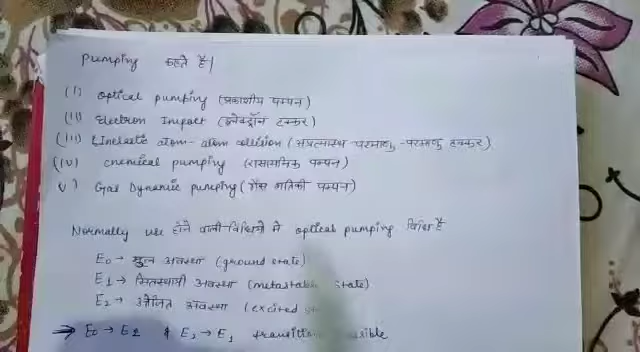 Pumping कहते हैं।
(i) Optical pumping (प्रकाशीय पम्पन)
(ii) Electron Impact (इलेक्ट्रॉन टक्कर)
(iii) Inelastic atom-atom collision (अप्रत्यास्थ परमाणु-परमाणु टक्कर)
(iv) chemical pumping (रासायनिक पम्पन)
v) Gas Dynamic pumping (गैस गतिकी पम्पन)
Normally use होने वाली विधियों में optical pumping विधि है
E₀ → मूल अवस्था (ground state)
E₁ → मितस्थायी अवस्था (metastable state)
E₂ → उत्तेजित अवस्था (excited
→ E₀ → E₂ & E₂ → E₁